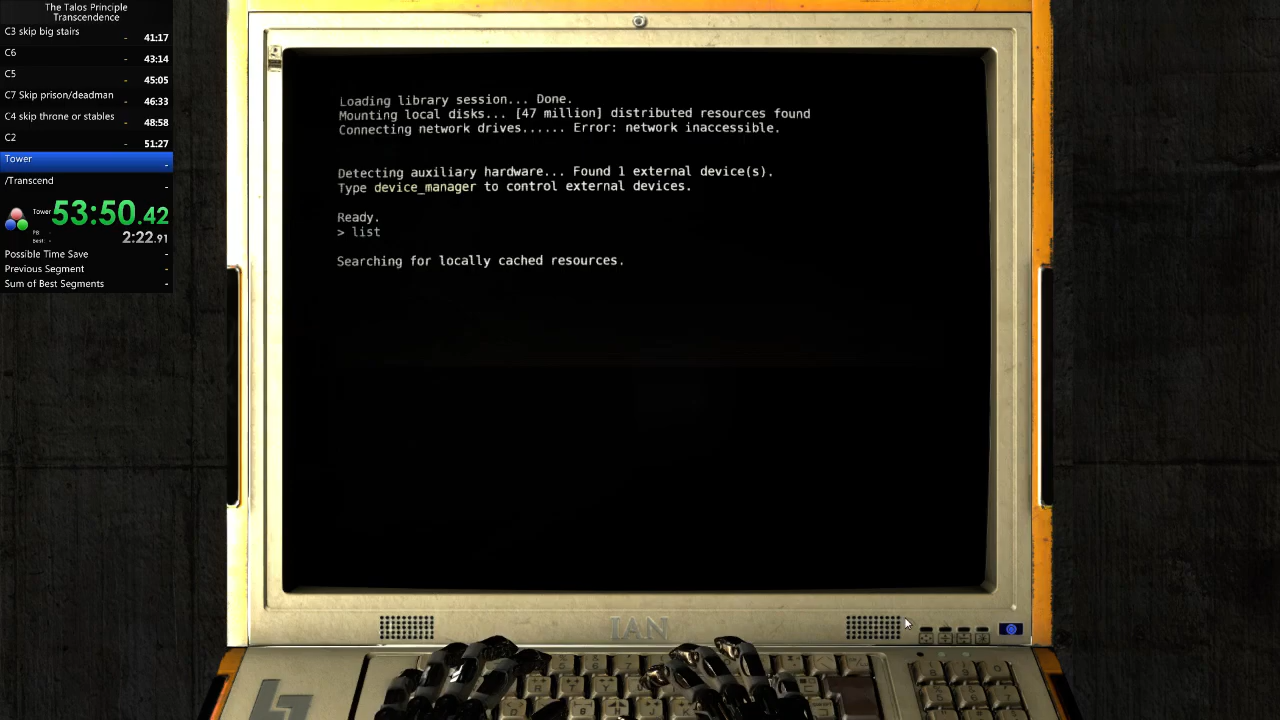 The Talos Principle
Transcendence
C3 skip big stairs - 41:17
C6 - 43:14
C5 - 45:05
C7 Skip prison/deadman - 46:33
C4 skip throne or stables - 48:58
C2 - 51:27
Tower -
/Transcend -
Tower 53:50.42
PB: -
Best: - 2:22.91
Possible Time Save -
Previous Segment -
Sum of Best Segments -
Loading library session... Done.
Mounting local disks... [47 million] distributed resources found
Connecting network drives...... Error: network inaccessible.
Detecting auxiliary hardware... Found 1 external device(s).
Type device_manager to control external devices.
Ready.
> list
Searching for locally cached resources.
IAN